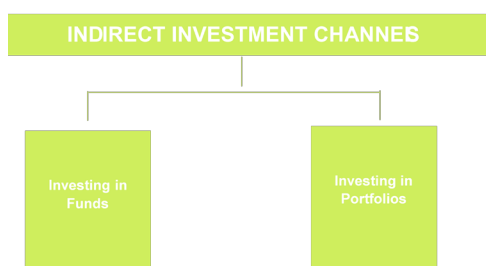 INDIRECT INVESTMENT CHANNELS
Investing in
Funds
Investing in
Portfolios